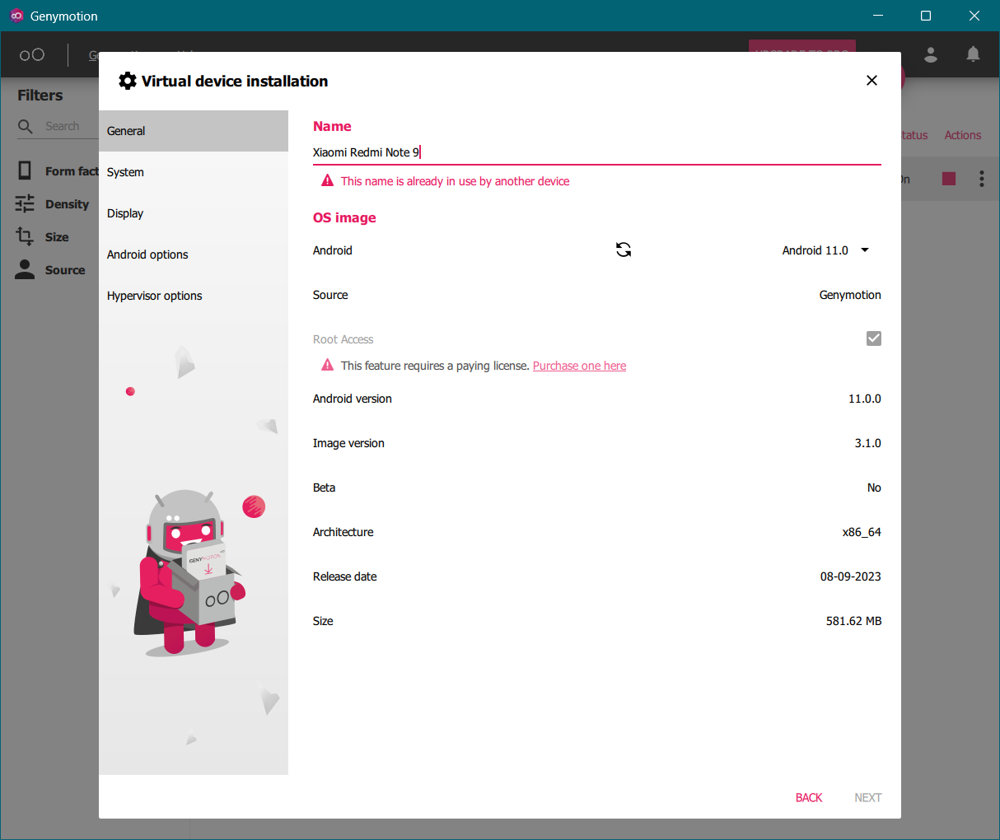 Genymotion
Filters
Search
Form fact
Density
Size
Source
Virtual device installation
General
System
Display
Android options
Hypervisor options
Name
Xiaomi Redmi Note 9
This name is already in use by another device
OS image
Android
Android 11.0
Source
Genymotion
Root Access
This feature requires a paying license. Purchase one here
Android version
11.0.0
Image version
3.1.0
Beta
No
Architecture
x86_64
Release date
08-09-2023
Size
581.62 MB
BACK
NEXT
tatus
Actions
On
GENYMOTION